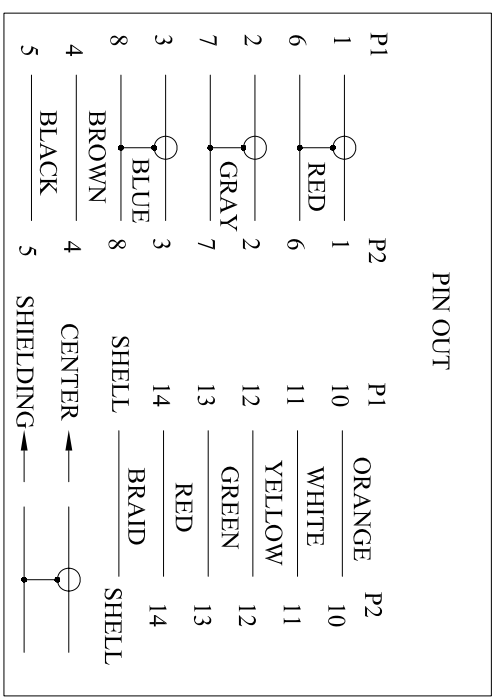 PIN OUT
P1 P2
1 1
RED
6 6
2 2
GRAY
7 7
3 3
BLUE
8 8
BROWN
4 4
BLACK
5 5
P1 P2
ORANGE
10 10
WHITE
11 11
YELLOW
12 12
GREEN
13 13
RED
14 14
BRAID
SHELL SHELL
CENTER
SHIELDING